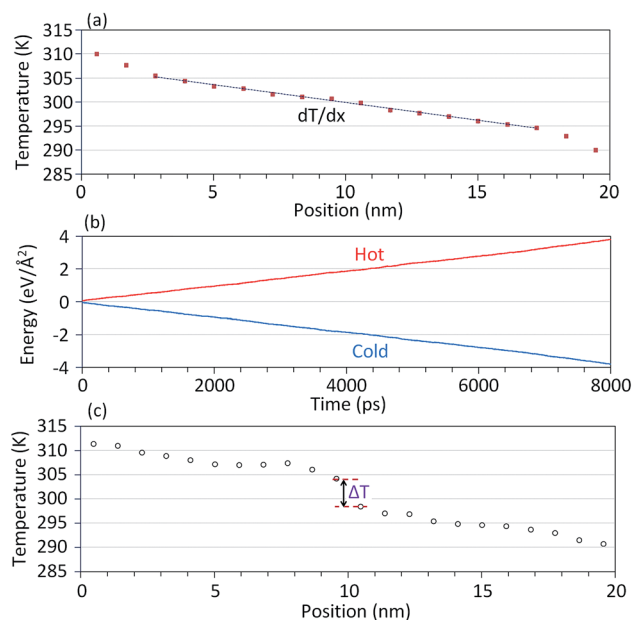 (a)
Temperature (K)
315
310
305
300
295
290
285
dT/dx
0 5 10 15 20
Position (nm)
(b)
Energy (eV/Å²)
4
2
0
-2
-4
Hot
Cold
0 2000 4000 6000 8000
Time (ps)
(c)
Temperature (K)
315
310
305
300
295
290
285
ΔT
0 5 10 15 20
Position (nm)